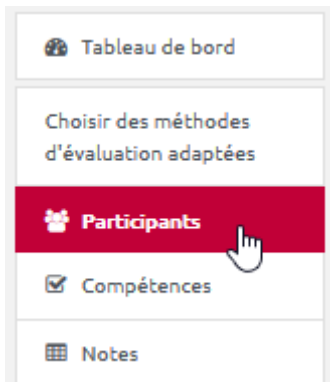 Tableau de bord
Choisir des méthodes
d'évaluation adaptées
Participants
Compétences
Notes